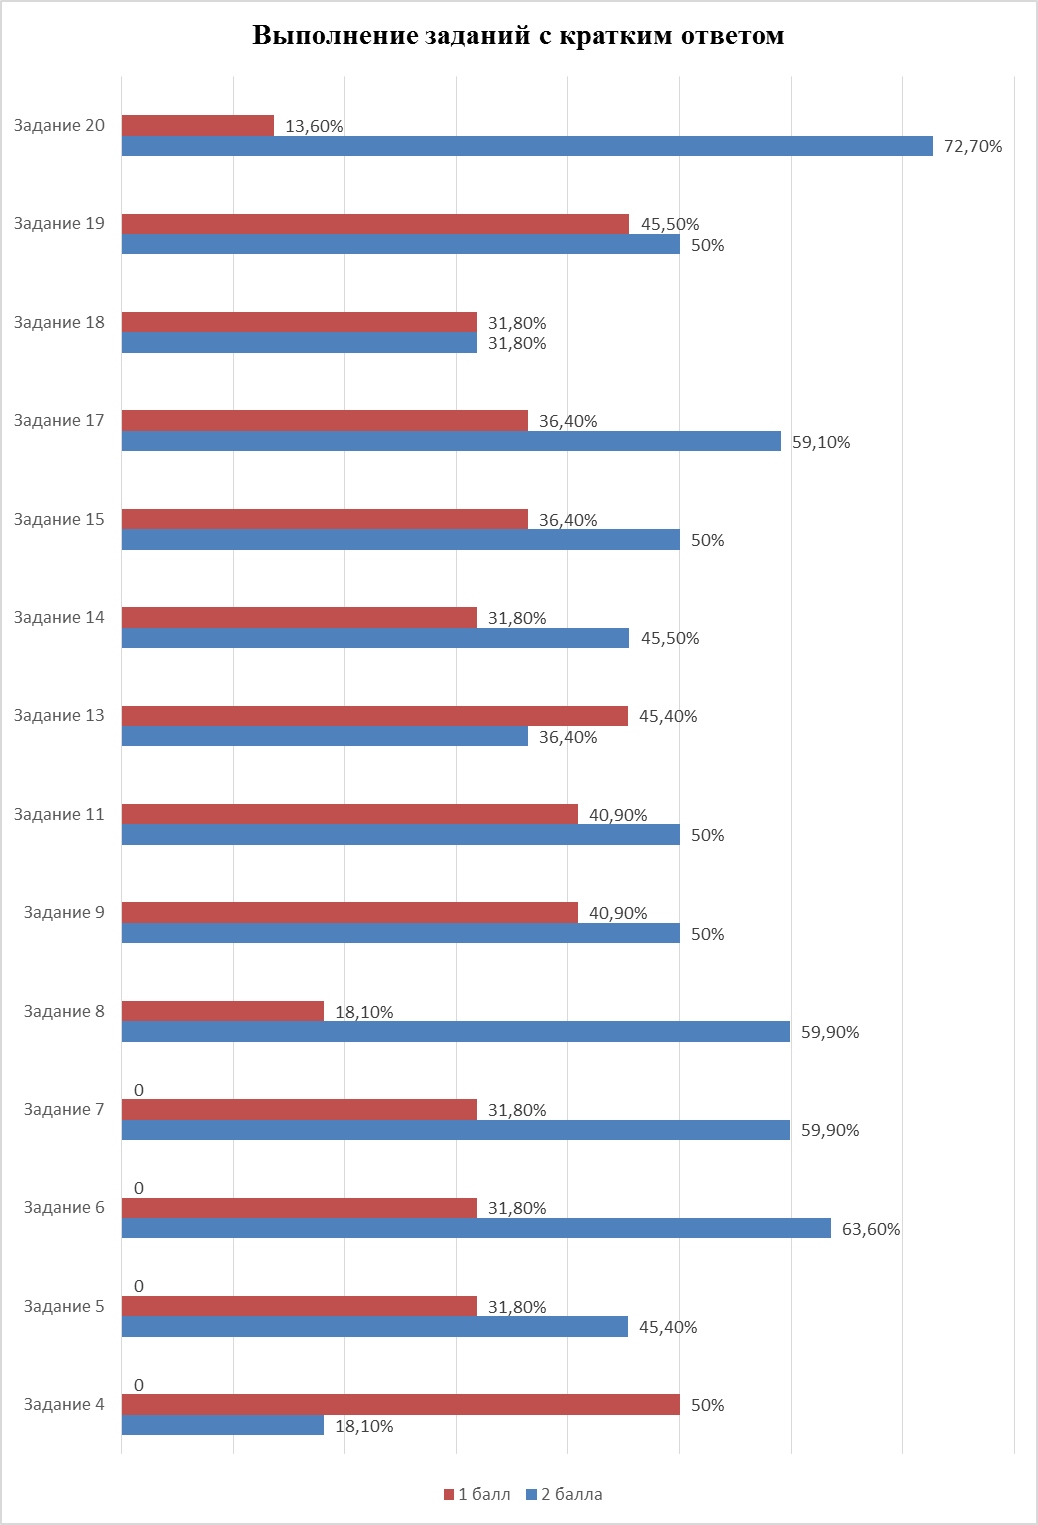 Выполнение заданий с кратким ответом
Задание 20
13,60%
72,70%
Задание 19
45,50%
50%
Задание 18
31,80%
31,80%
Задание 17
36,40%
59,10%
Задание 15
36,40%
50%
Задание 14
31,80%
45,50%
Задание 13
45,40%
36,40%
Задание 11
40,90%
50%
Задание 9
40,90%
50%
Задание 8
18,10%
59,90%
0
Задание 7
31,80%
59,90%
0
Задание 6
31,80%
63,60%
0
Задание 5
31,80%
45,40%
0
Задание 4
50%
18,10%
1 балл 2 балла